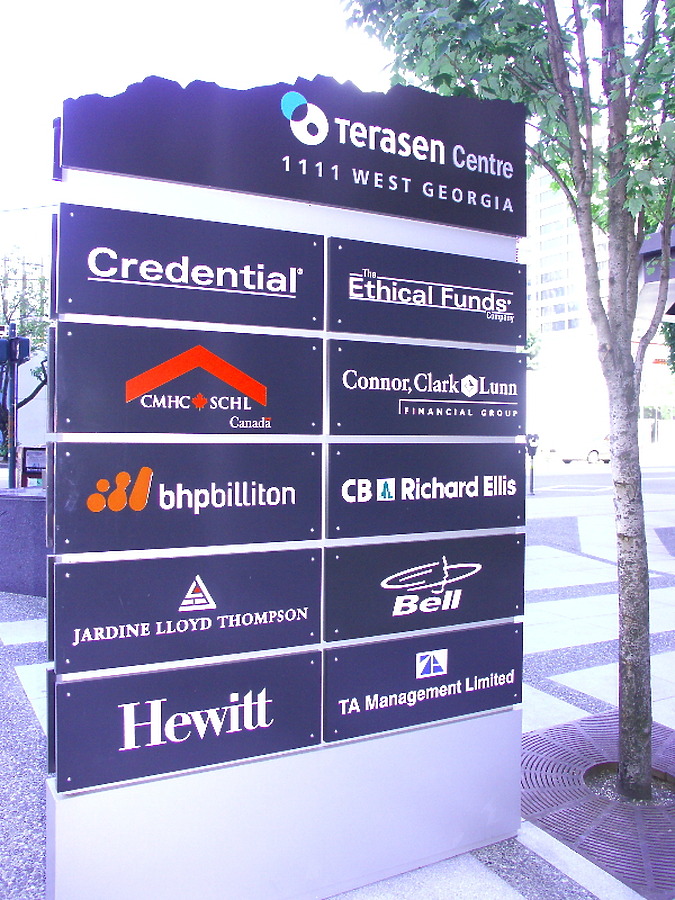 Terasen Centre
1111 WEST GEORGIA
Credential®
The
Ethical Funds®
Company
CMHC SCHL
Canada
Connor, Clark Lunn
FINANCIAL GROUP
bhpbilliton
CB Richard Ellis
JARDINE LLOYD THOMPSON
Bell
Hewitt
TA Management Limited